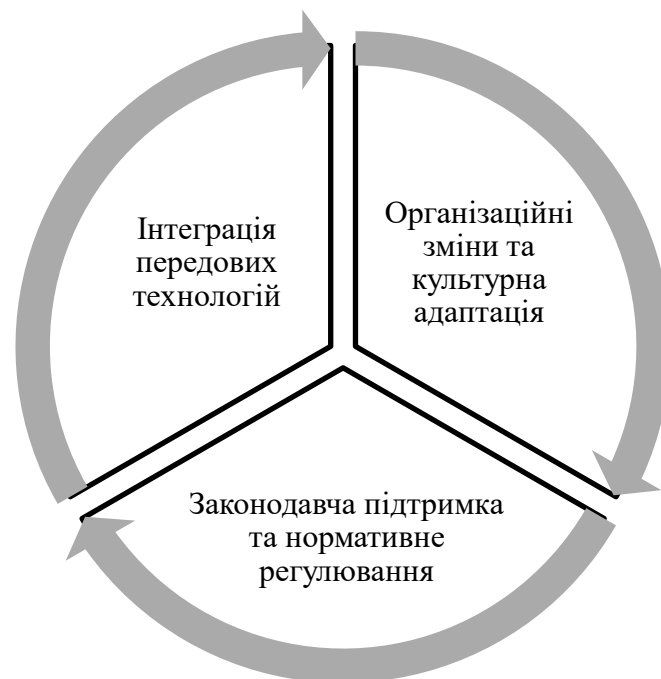 Інтеграція
передових
технологій
Організаційні
зміни та
культурна
адаптація
Законодавча підтримка
та нормативне
регулювання